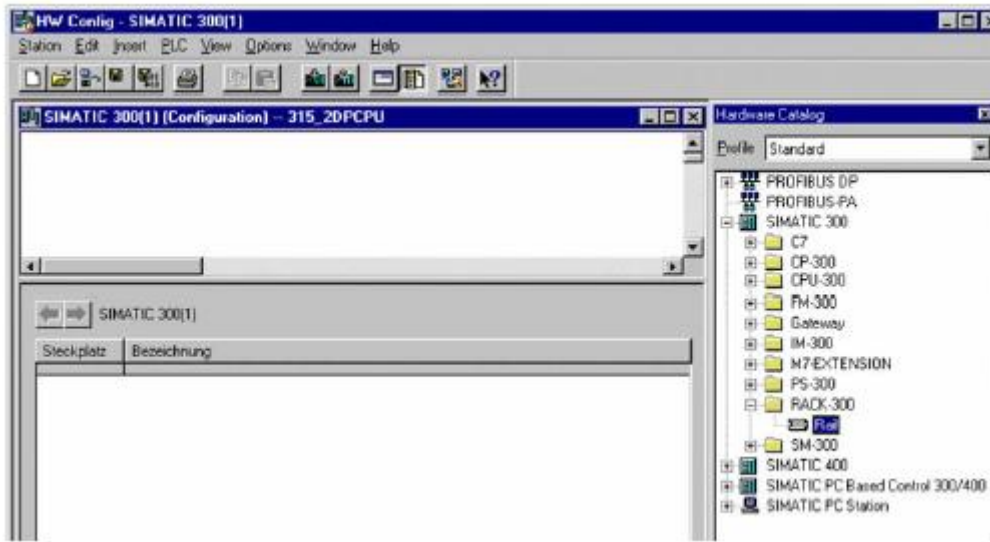 HW Config - SIMATIC 300(1)
Station Edit Insert PLC View Options Window Help
SIMATIC 300(1) (Configuration) -- 315_2DPCPU
SIMATIC 300(1)
Steckplatz Bezeichnung
Hardware Catalog
Profile Standard
PROFIBUS DP
PROFIBUS-PA
SIMATIC 300
C7
CP-300
CPU-300
FM-300
Gateway
IM-300
M7-EXTENSION
PS-300
RACK-300
Rail
SM-300
SIMATIC 400
SIMATIC PC Based Control 300/400
SIMATIC PC Station